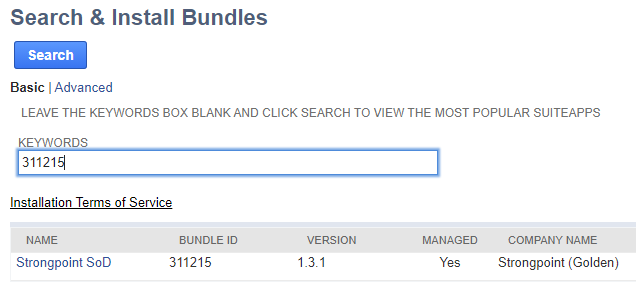 Search & Install Bundles
Search
Basic | Advanced
LEAVE THE KEYWORDS BOX BLANK AND CLICK SEARCH TO VIEW THE MOST POPULAR SUITEAPPS
KEYWORDS
311215
Installation Terms of Service
NAME BUNDLE ID VERSION MANAGED COMPANY NAME
Strongpoint SoD 311215 1.3.1 Yes Strongpoint (Golden)